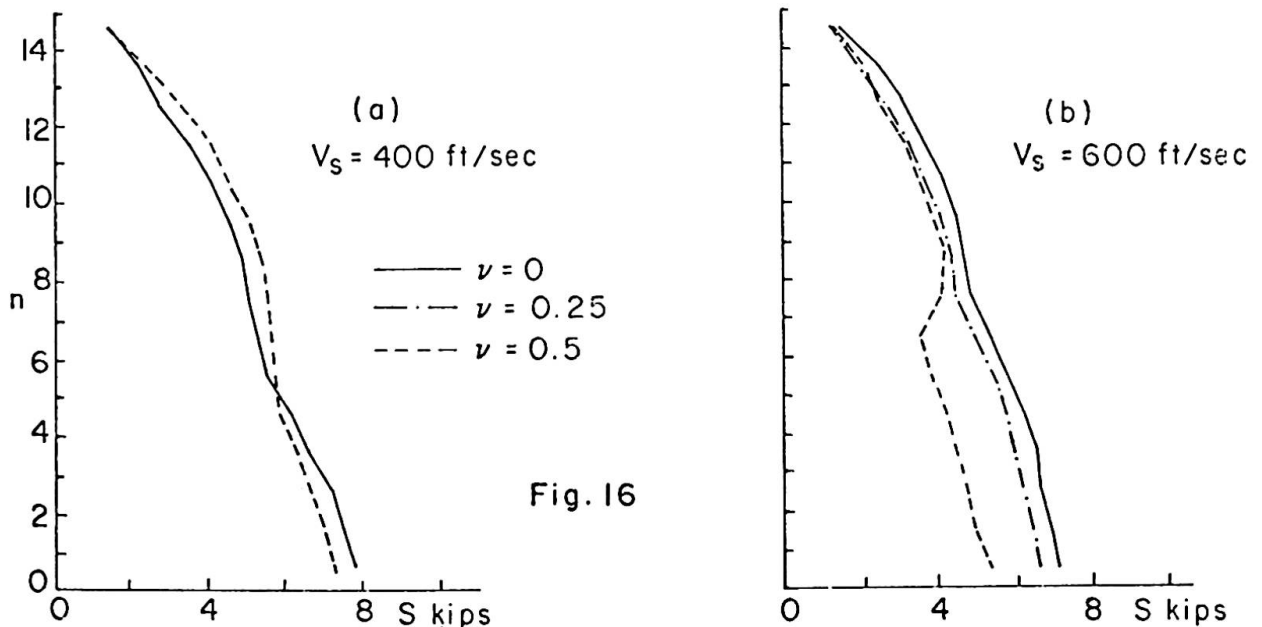 14
12
10
8
n
6
4
2
0
0 4 8 S kips
(a)
V_s = 400 ft/sec
ν = 0
ν = 0.25
ν = 0.5
Fig. 16
(b)
V_s = 600 ft/sec
0 4 8 S kips